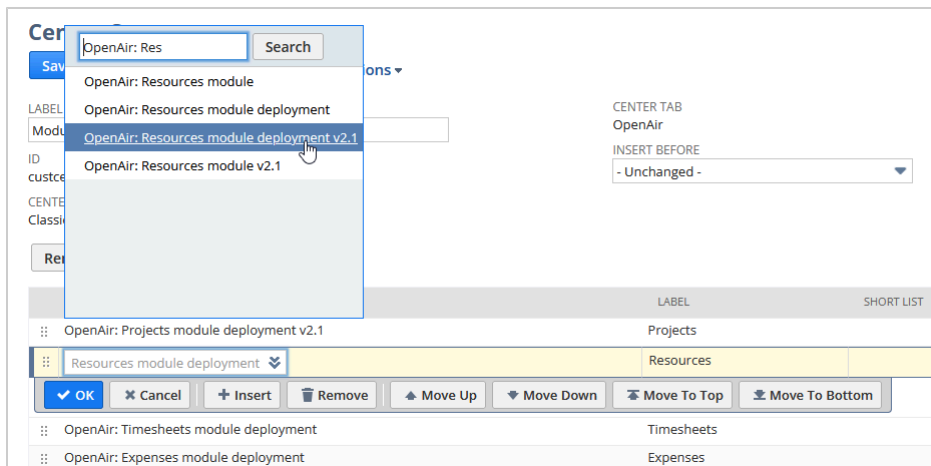 Cen
OpenAir: Res
Search
Sav
ions
OpenAir: Resources module
OpenAir: Resources module deployment
OpenAir: Resources module deployment v2.1
OpenAir: Resources module v2.1
LABEL
Modu
CENTER TAB
OpenAir
INSERT BEFORE
- Unchanged -
ID
custce
CENTE
Classi
Rem
LABEL SHORT LIST
OpenAir: Projects module deployment v2.1 Projects
Resources module deployment Resources
OK Cancel Insert Remove Move Up Move Down Move To Top Move To Bottom
OpenAir: Timesheets module deployment Timesheets
OpenAir: Expenses module deployment Expenses